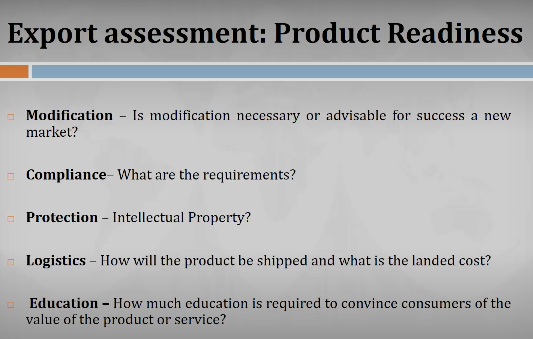 Export assessment: Product Readiness
Modification – Is modification necessary or advisable for success a new
market?
Compliance– What are the requirements?
Protection – Intellectual Property?
Logistics – How will the product be shipped and what is the landed cost?
Education – How much education is required to convince consumers of the
value of the product or service?